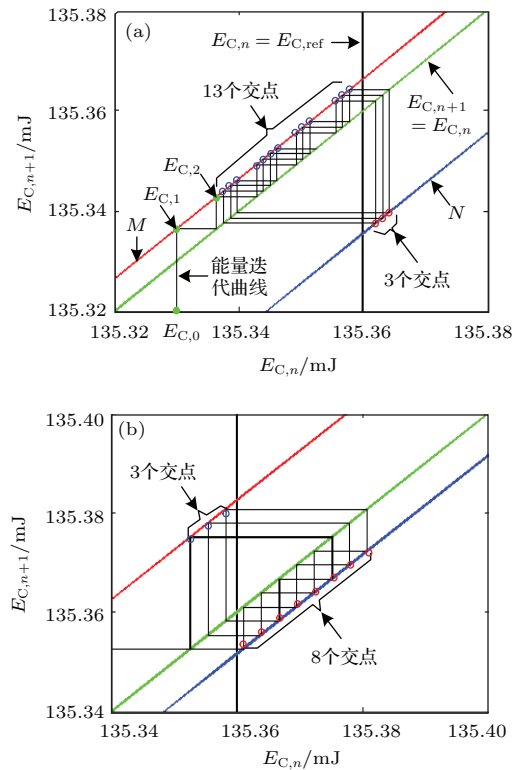 (a)
E_{C,n} = E_{C,ref}
13个交点
E_{C,n+1}
= E_{C,n}
E_{C,2}
E_{C,1}
M
N
能量迭
代曲线
3个交点
E_{C,0}
135.36
135.34
135.32
E_{C,n+1}/mJ
135.32
135.34
135.36
135.38
E_{C,n}/mJ
(b)
3个交点
8个交点
135.40
135.38
135.36
135.34
E_{C,n+1}/mJ
135.34
135.36
135.38
135.40
E_{C,n}/mJ